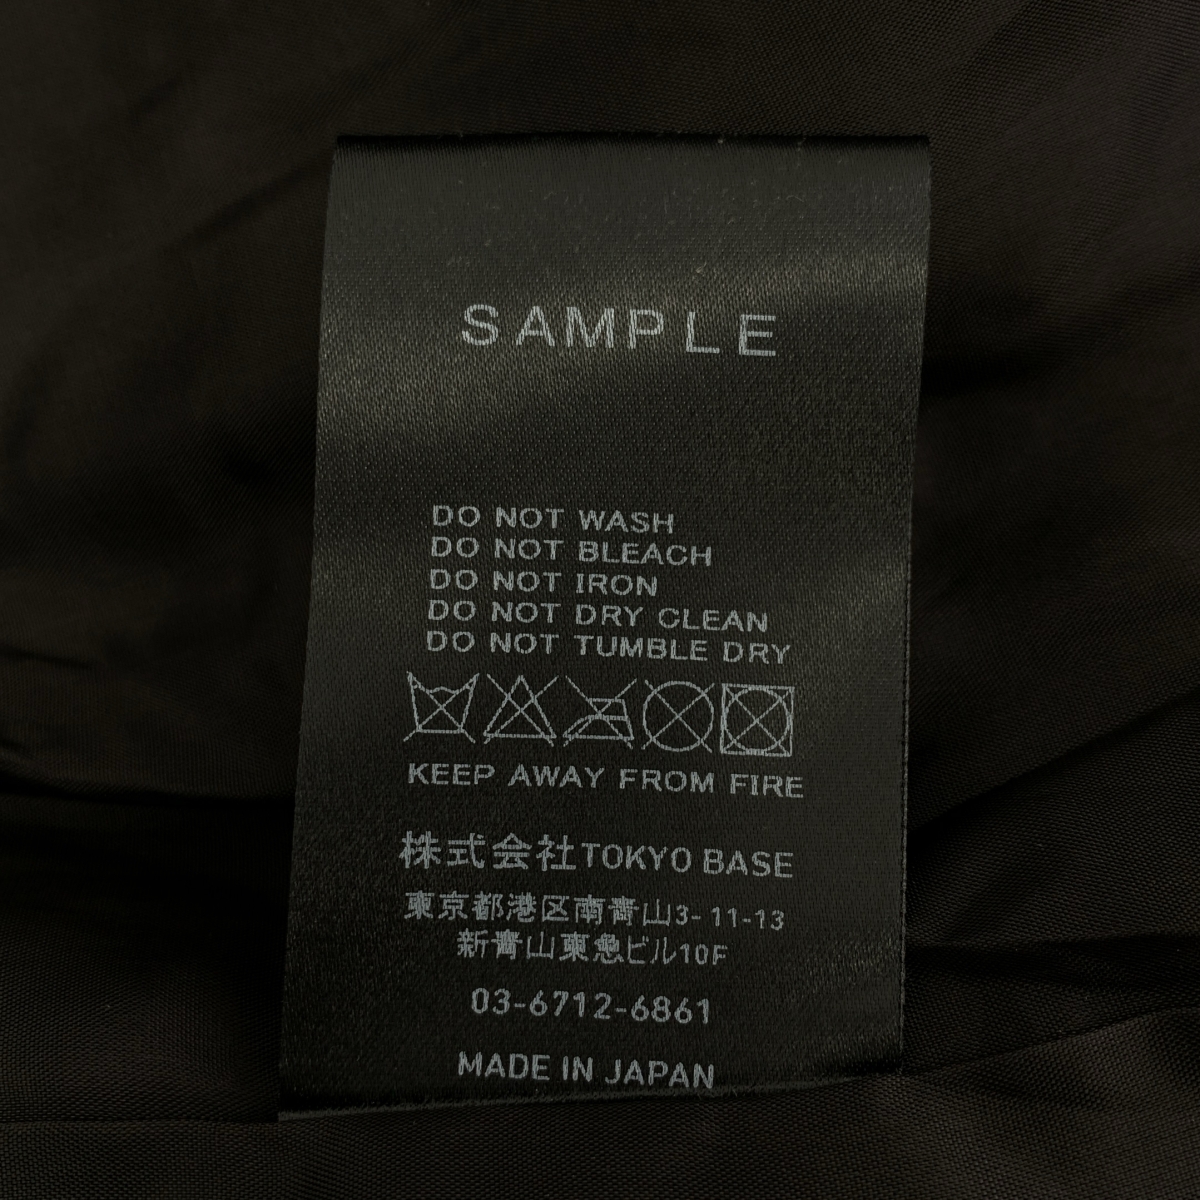 SAMPLE
DO NOT WASH
DO NOT BLEACH
DO NOT IRON
DO NOT DRY CLEAN
DO NOT TUMBLE DRY
KEEP AWAY FROM FIRE
株式会社TOKYO BASE
東京都港区南青山3-11-13
新青山東急ビル10F
03-6712-6861
MADE IN JAPAN